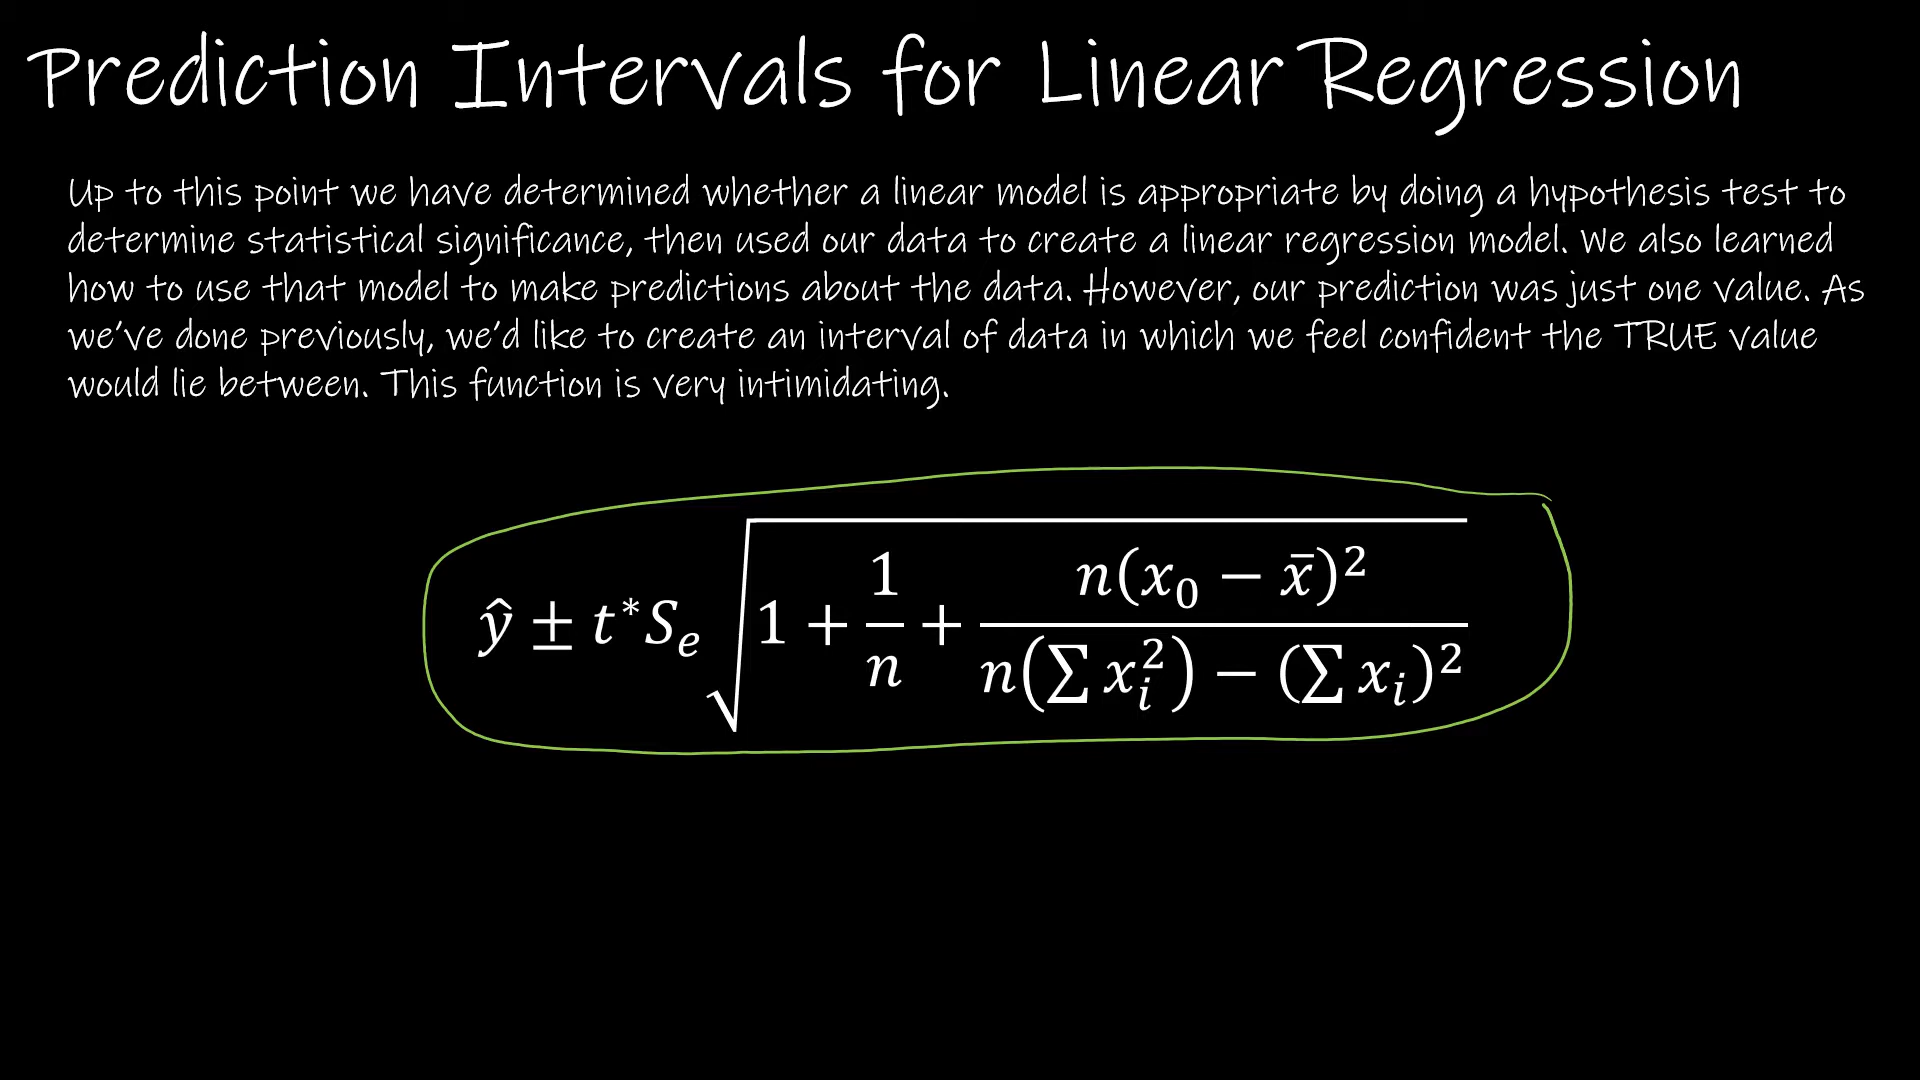 Prediction Intervals for Linear Regression
Up to this point we have determined whether a linear model is appropriate by doing a hypothesis test to
determine statistical significance, then used our data to create a linear regression model. We also learned
how to use that model to make predictions about the data. However, our prediction was just one value. As
we've done previously, we'd like to create an interval of data in which we feel confident the TRUE value
would lie between. This function is very intimidating.
ŷ ± t*Sₑ √(1 + 1/n + n(x₀ − x̄)²/(n(∑xᵢ²) − (∑xᵢ)²))